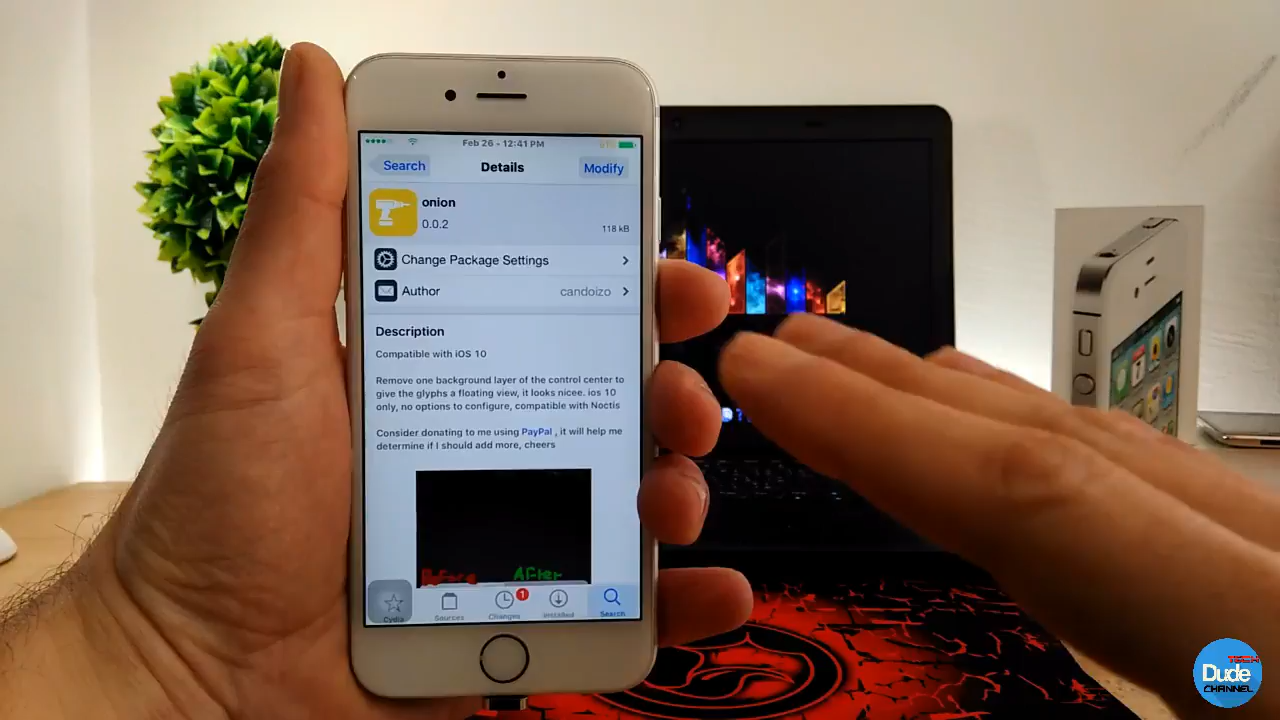 Feb 26 - 12:41 PM
Search
Details
Modify
onion
0.0.2
118 kB
Change Package Settings
Author
candoizo
Description
Compatible with iOS 10
Remove one background layer of the control center to
give the glyphs a floating view, it looks nicee. ios 10
only, no options to configure, compatible with Noctis
Consider donating to me using PayPal , it will help me
determine if I should add more, cheers
Before
After
Cydia
Sources
Changes
1
Installed
Search
TECH
Dude
CHANNEL